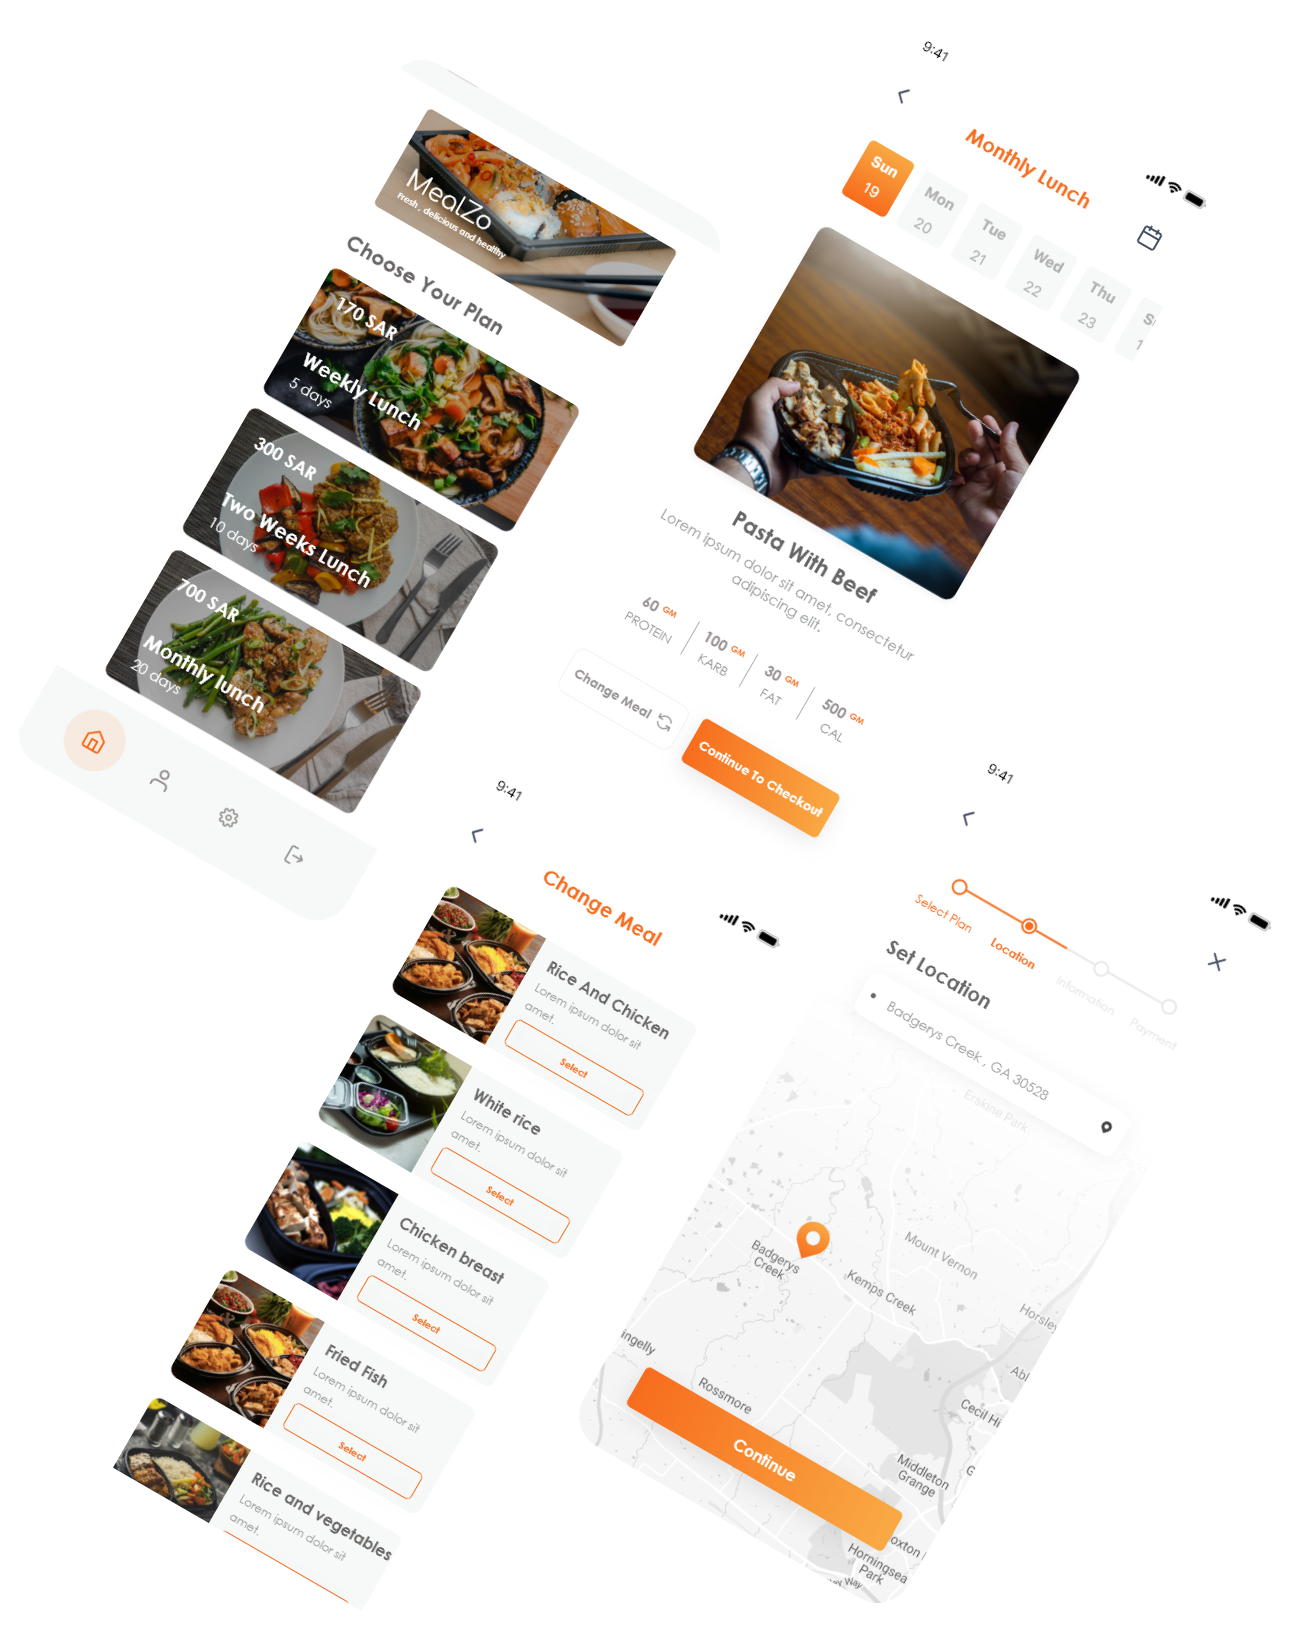 MealZo
Fresh , delicious and healthy
Choose Your Plan
170 SAR
Weekly Lunch
5 days
300 SAR
Two Weeks Lunch
10 days
700 SAR
Monthly lunch
20 days
9:41
Monthly Lunch
Sun
19
Mon
20
Tue
21
Wed
22
Thu
23
Pasta With Beef
Lorem ipsum dolor sit amet, consectetur
adipiscing elit.
60 GM
PROTEIN
100 GM
KARB
30 GM
FAT
500 GM
CAL
Change Meal
Continue To Checkout
9:41
Change Meal
Rice And Chicken
Lorem ipsum dolor sit
amet.
Select
White rice
Lorem ipsum dolor sit
amet.
Select
Chicken breast
Lorem ipsum dolor sit
amet.
Select
Fried Fish
Lorem ipsum dolor sit
amet.
Select
Rice and vegetables
Lorem ipsum dolor sit
amet.
9:41
Select Plan
Location
Information
Payment
Set Location
Badgerys Creek , GA 30528
Erskine Park
Badgerys
Creek
Mount Vernon
Kemps Creek
Horsley
ngelly
Rossmore
Abl
Cecil Hi
Continue
Middleton
Grange
G
oxton
Horningsea
Park
Way